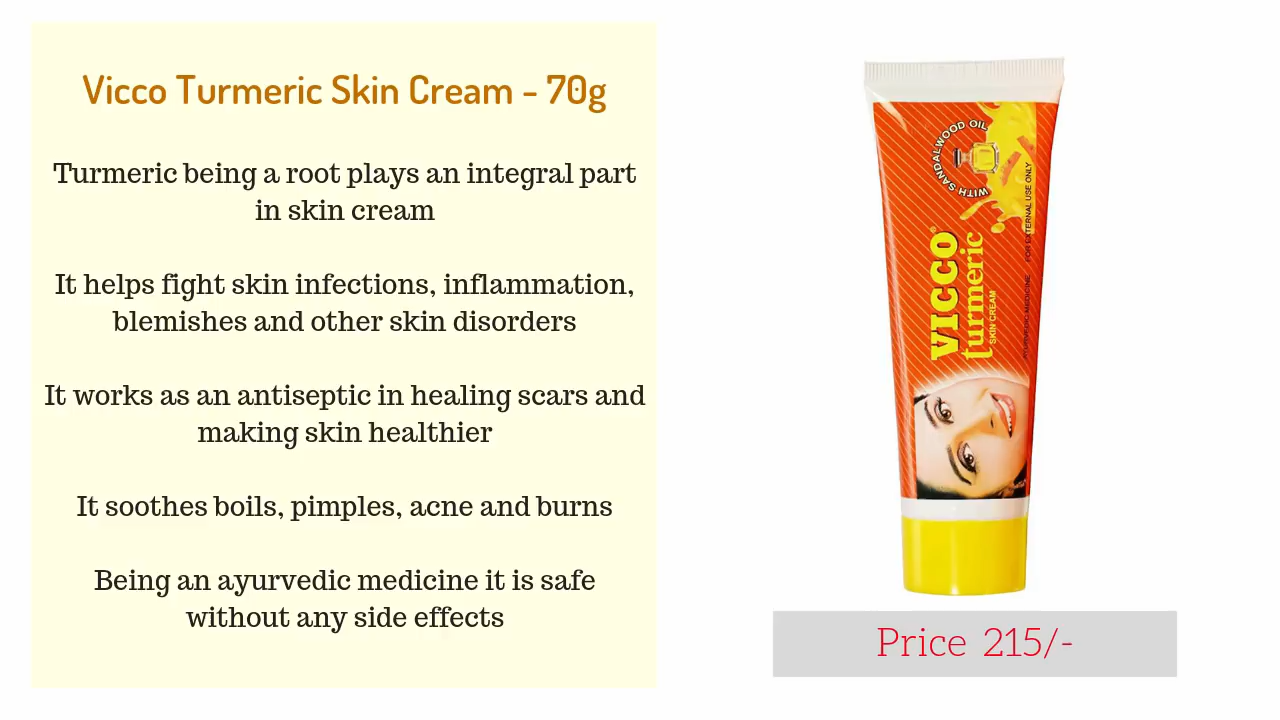 Vicco Turmeric Skin Cream - 70g
Turmeric being a root plays an integral part
in skin cream
It helps fight skin infections, inflammation,
blemishes and other skin disorders
It works as an antiseptic in healing scars and
making skin healthier
It soothes boils, pimples, acne and burns
Being an ayurvedic medicine it is safe
without any side effects
WITH SANDALWOOD OIL
VICCO®
turmeric
SKIN CREAM
AYURVEDIC MEDICINE FOR EXTERNAL USE ONLY
Price 215/-